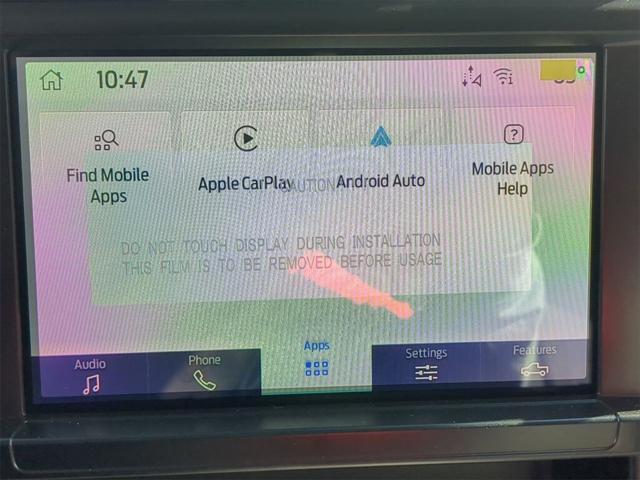 10:47
Find Mobile
Apps
Apple CarPlay
Android Auto
Mobile Apps
Help
CAUTION
DO NOT TOUCH DISPLAY DURING INSTALLATION
THIS FILM IS TO BE REMOVED BEFORE USAGE
Audio
Phone
Apps
Settings
Features